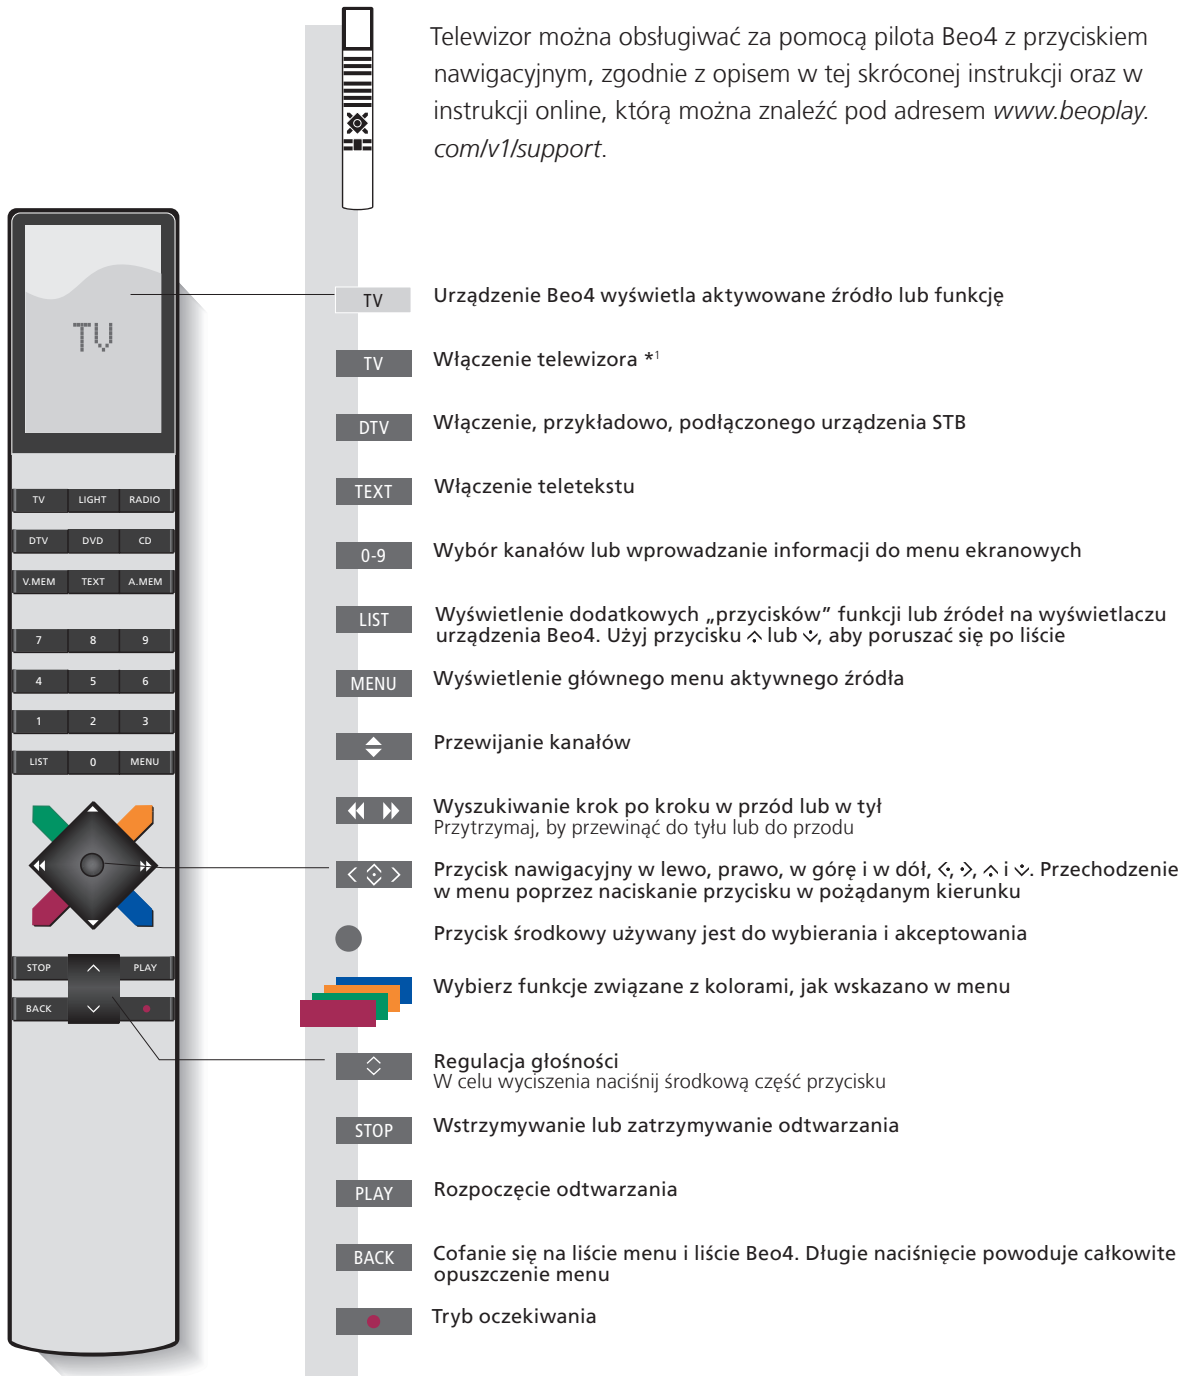 Telewizor można obsługiwać za pomocą pilota Beo4 z przyciskiem
nawigacyjnym, zgodnie z opisem w tej skróconej instrukcji oraz w
instrukcji online, którą można znaleźć pod adresem www.beoplay.
com/v1/support.
TV
TV LIGHT RADIO
DTV DVD CD
V.MEM TEXT A.MEM
7 8 9
4 5 6
1 2 3
LIST 0 MENU
STOP PLAY
BACK
TV Urządzenie Beo4 wyświetla aktywowane źródło lub funkcję
TV Włączenie telewizora *1
DTV Włączenie, przykładowo, podłączonego urządzenia STB
TEXT Włączenie teletekstu
0-9 Wybór kanałów lub wprowadzanie informacji do menu ekranowych
LIST Wyświetlenie dodatkowych „przycisków” funkcji lub źródeł na wyświetlaczu
urządzenia Beo4. Użyj przycisku lub , aby poruszać się po liście
MENU Wyświetlenie głównego menu aktywnego źródła
Przewijanie kanałów
Wyszukiwanie krok po kroku w przód lub w tył
Przytrzymaj, by przewinąć do tyłu lub do przodu
Przycisk nawigacyjny w lewo, prawo, w górę i w dół, , , i . Przechodzenie
w menu poprzez naciskanie przycisku w pożądanym kierunku
Przycisk środkowy używany jest do wybierania i akceptowania
Wybierz funkcje związane z kolorami, jak wskazano w menu
Regulacja głośności
W celu wyciszenia naciśnij środkową część przycisku
STOP Wstrzymywanie lub zatrzymywanie odtwarzania
PLAY Rozpoczęcie odtwarzania
BACK Cofanie się na liście menu i liście Beo4. Długie naciśnięcie powoduje całkowite
opuszczenie menu
Tryb oczekiwania